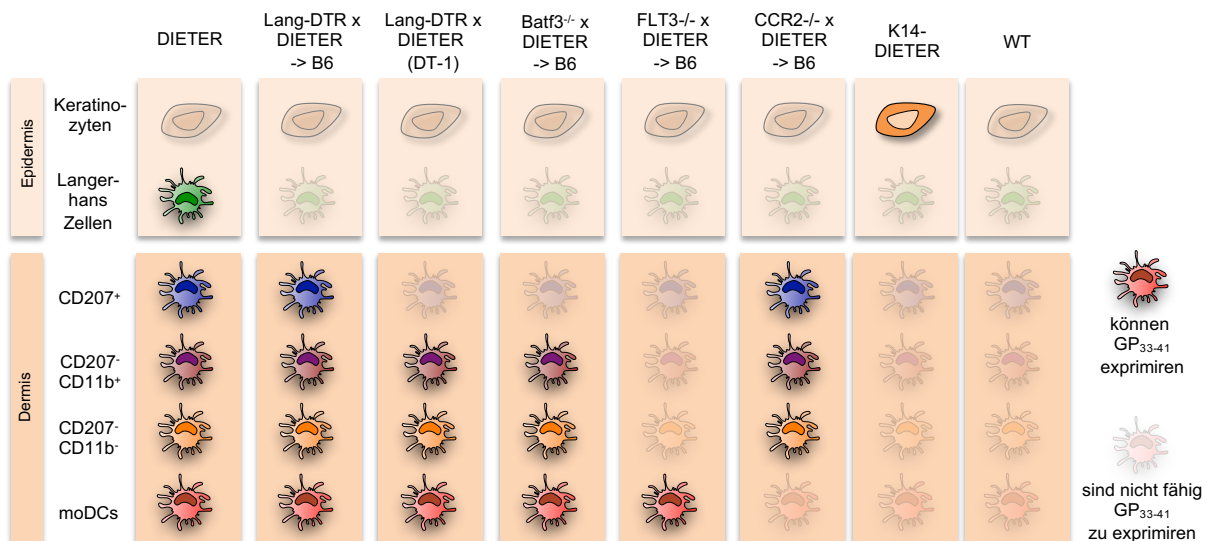 DIETER
Lang-DTR x
DIETER
-> B6
Lang-DTR x
DIETER
(DT-1)
Batf3-/- x
DIETER
-> B6
FLT3-/- x
DIETER
-> B6
CCR2-/- x
DIETER
-> B6
K14-
DIETER
WT
Epidermis
Keratino-
zyten
Langer-
hans
Zellen
Dermis
CD207+
CD207-
CD11b+
CD207-
CD11b-
moDCs
können
GP33-41
exprimiren
sind nicht fähig
GP33-41
zu exprimiren